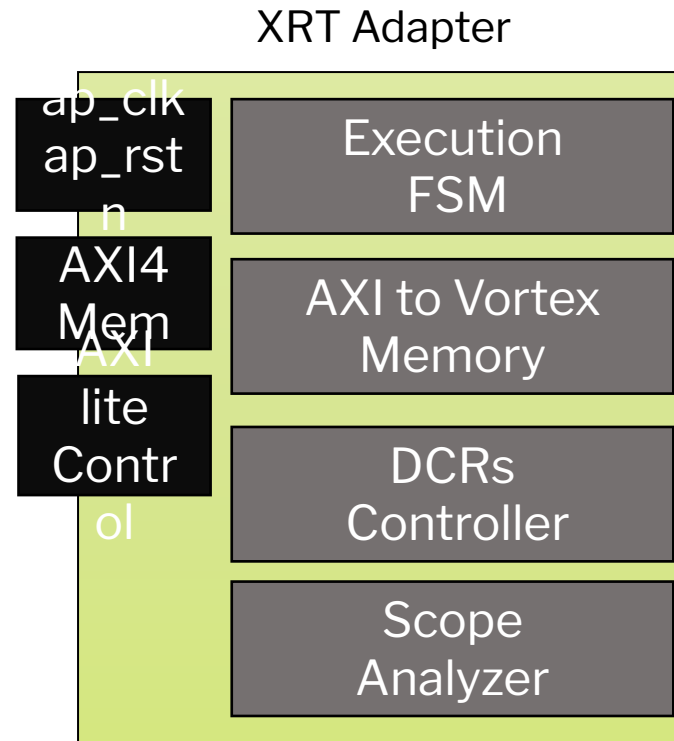 XRT Adapter
ap_clk
ap_rst
n
AXI4
Mem
AXI
lite
Contr
ol
Execution
FSM
AXI to Vortex
Memory
DCRs
Controller
Scope
Analyzer